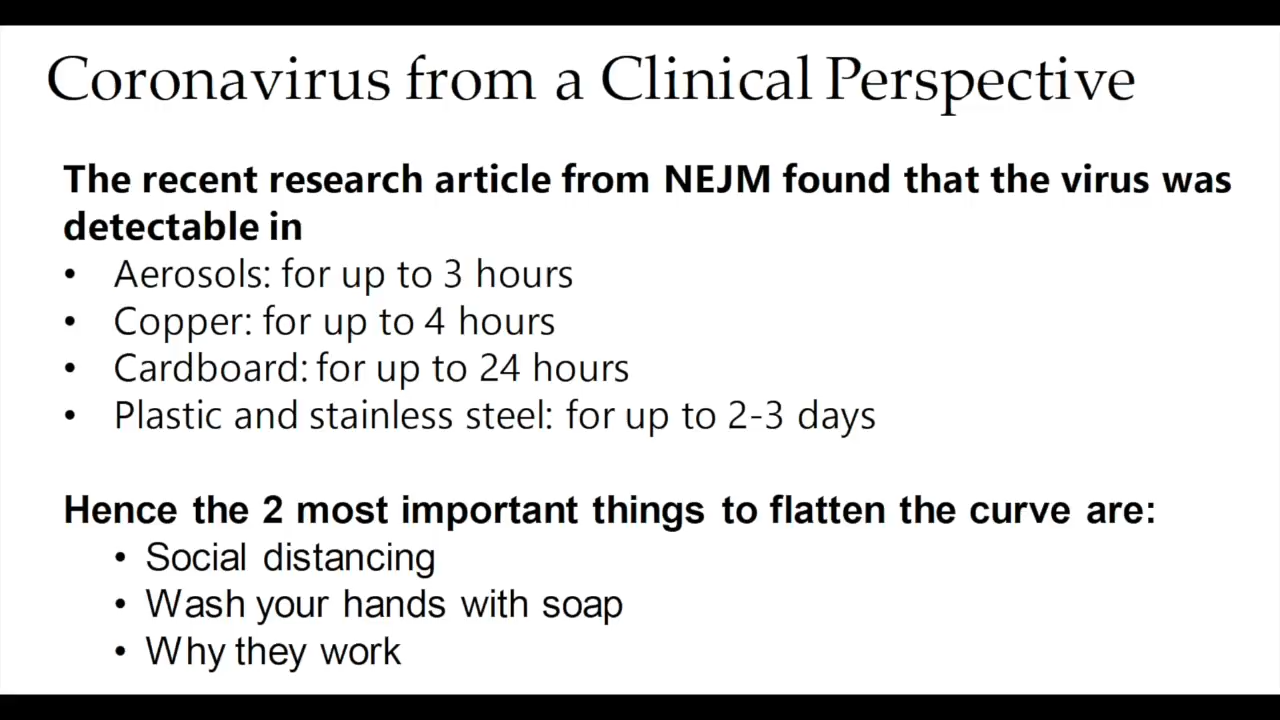 Coronavirus from a Clinical Perspective
The recent research article from NEJM found that the virus was
detectable in
• Aerosols: for up to 3 hours
• Copper: for up to 4 hours
• Cardboard: for up to 24 hours
• Plastic and stainless steel: for up to 2-3 days
Hence the 2 most important things to flatten the curve are:
• Social distancing
• Wash your hands with soap
• Why they work